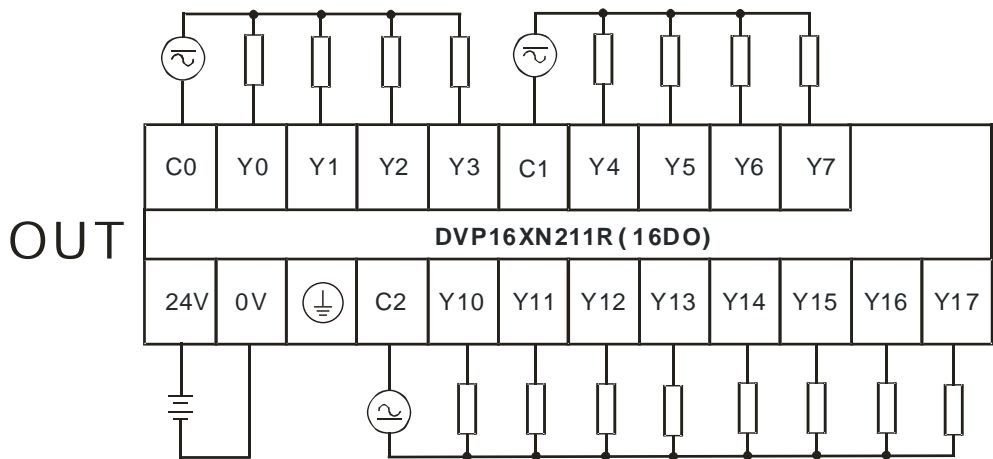 C0 Y0 Y1 Y2 Y3 C1 Y4 Y5 Y6 Y7
OUT
DVP16XN211R (16DO)
24V 0V C2 Y10 Y11 Y12 Y13 Y14 Y15 Y16 Y17